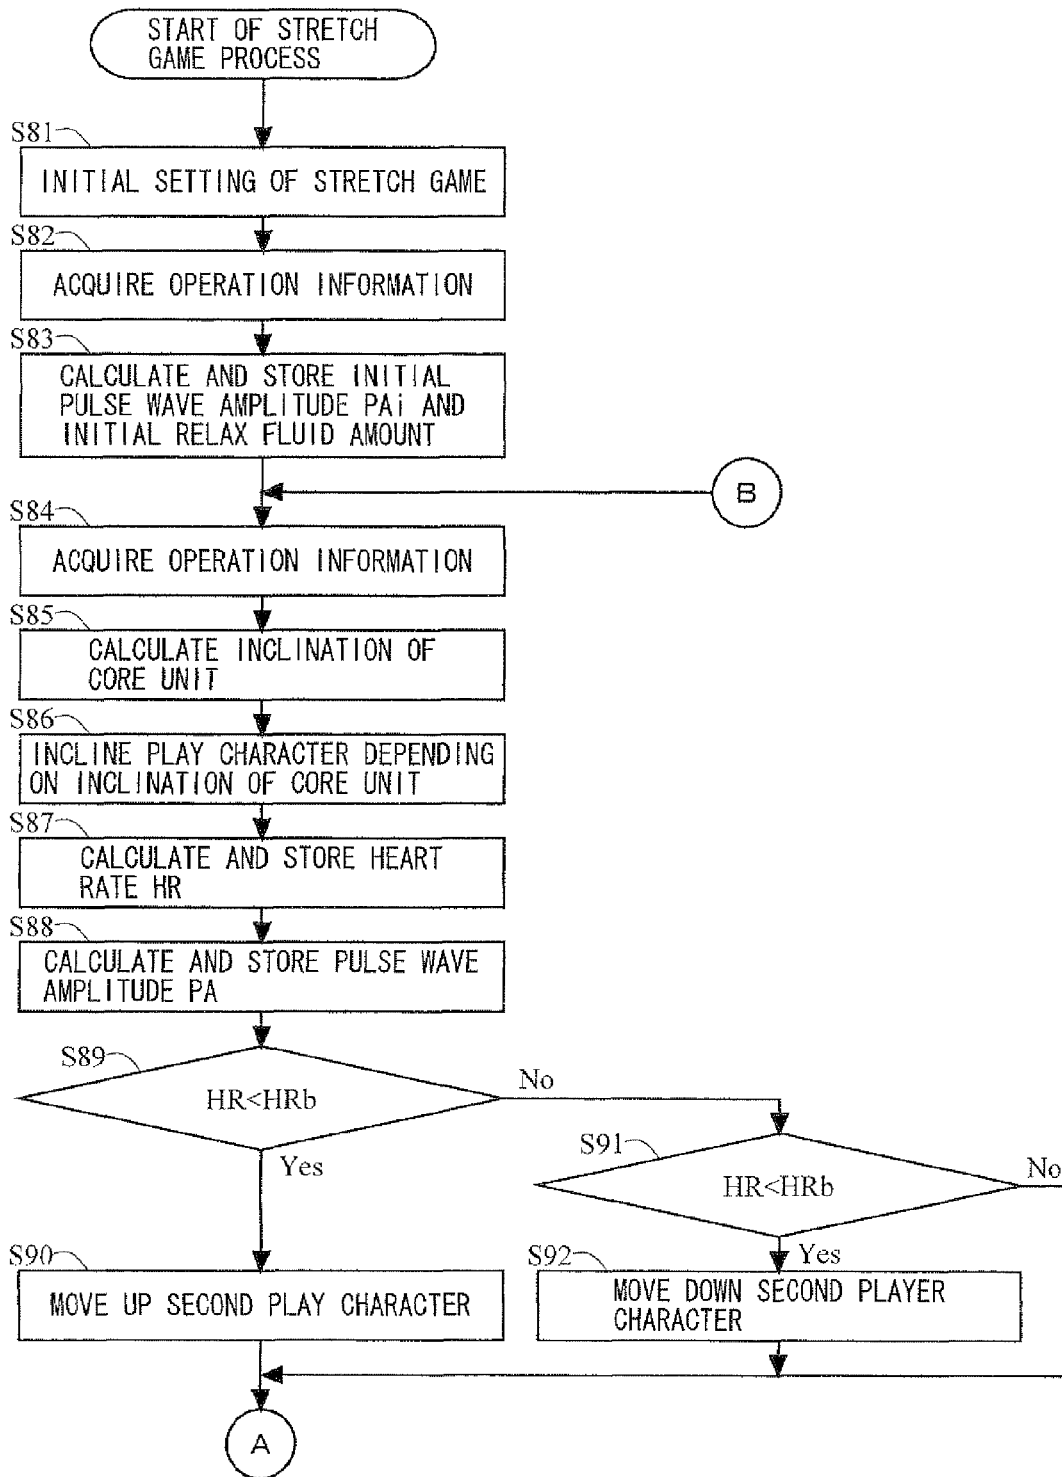 START OF STRETCH
GAME PROCESS
S81
INITIAL SETTING OF STRETCH GAME
S82
ACQUIRE OPERATION INFORMATION
S83
CALCULATE AND STORE INITIAL
PULSE WAVE AMPLITUDE PAi AND
INITIAL RELAX FLUID AMOUNT
B
S84
ACQUIRE OPERATION INFORMATION
S85
CALCULATE INCLINATION OF
CORE UNIT
S86
INCLINE PLAY CHARACTER DEPENDING
ON INCLINATION OF CORE UNIT
S87
CALCULATE AND STORE HEART
RATE HR
S88
CALCULATE AND STORE PULSE WAVE
AMPLITUDE PA
S89
HR<HRb
No
Yes
S91
HR<HRb
No
Yes
S90
MOVE UP SECOND PLAY CHARACTER
S92
MOVE DOWN SECOND PLAYER
CHARACTER
A